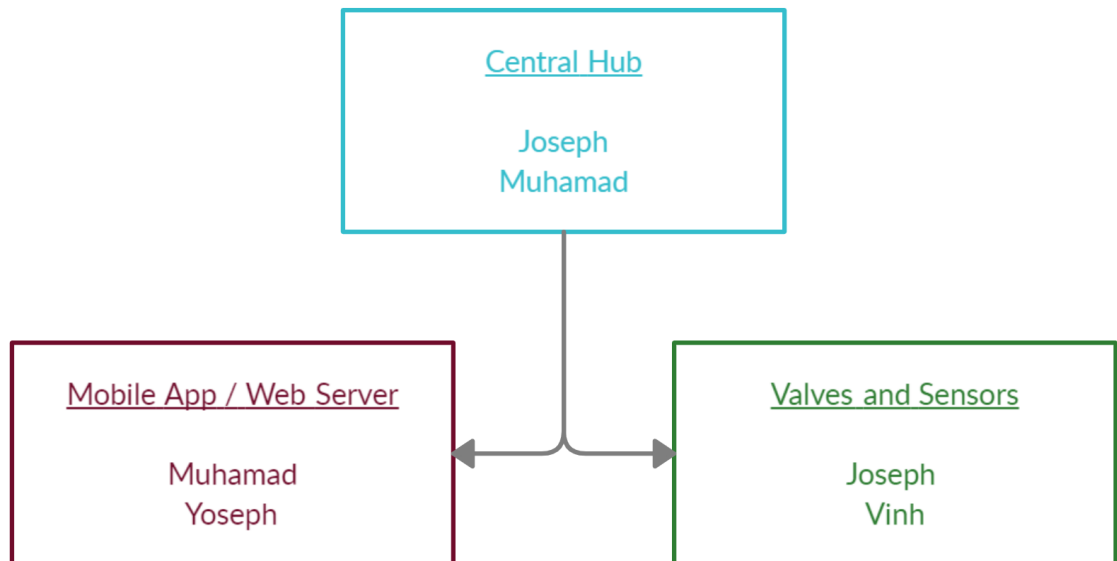 Central Hub
Joseph
Muhamad
Mobile App / Web Server
Muhamad
Yoseph
Valves and Sensors
Joseph
Vinh